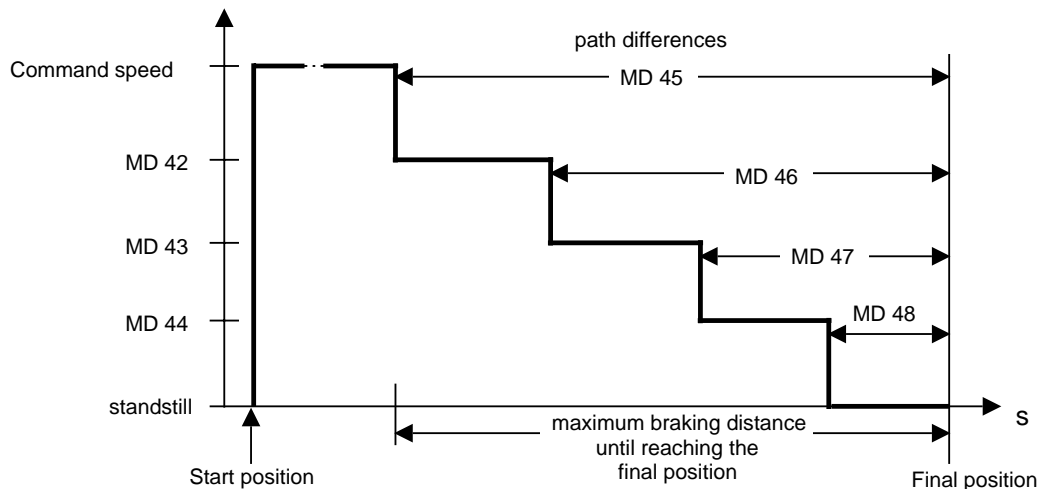 path differences
Command speed
MD 45
MD 42
MD 46
MD 43
MD 47
MD 44
MD 48
standstill
s
maximum braking distance
until reaching the
final position
Start position
Final position